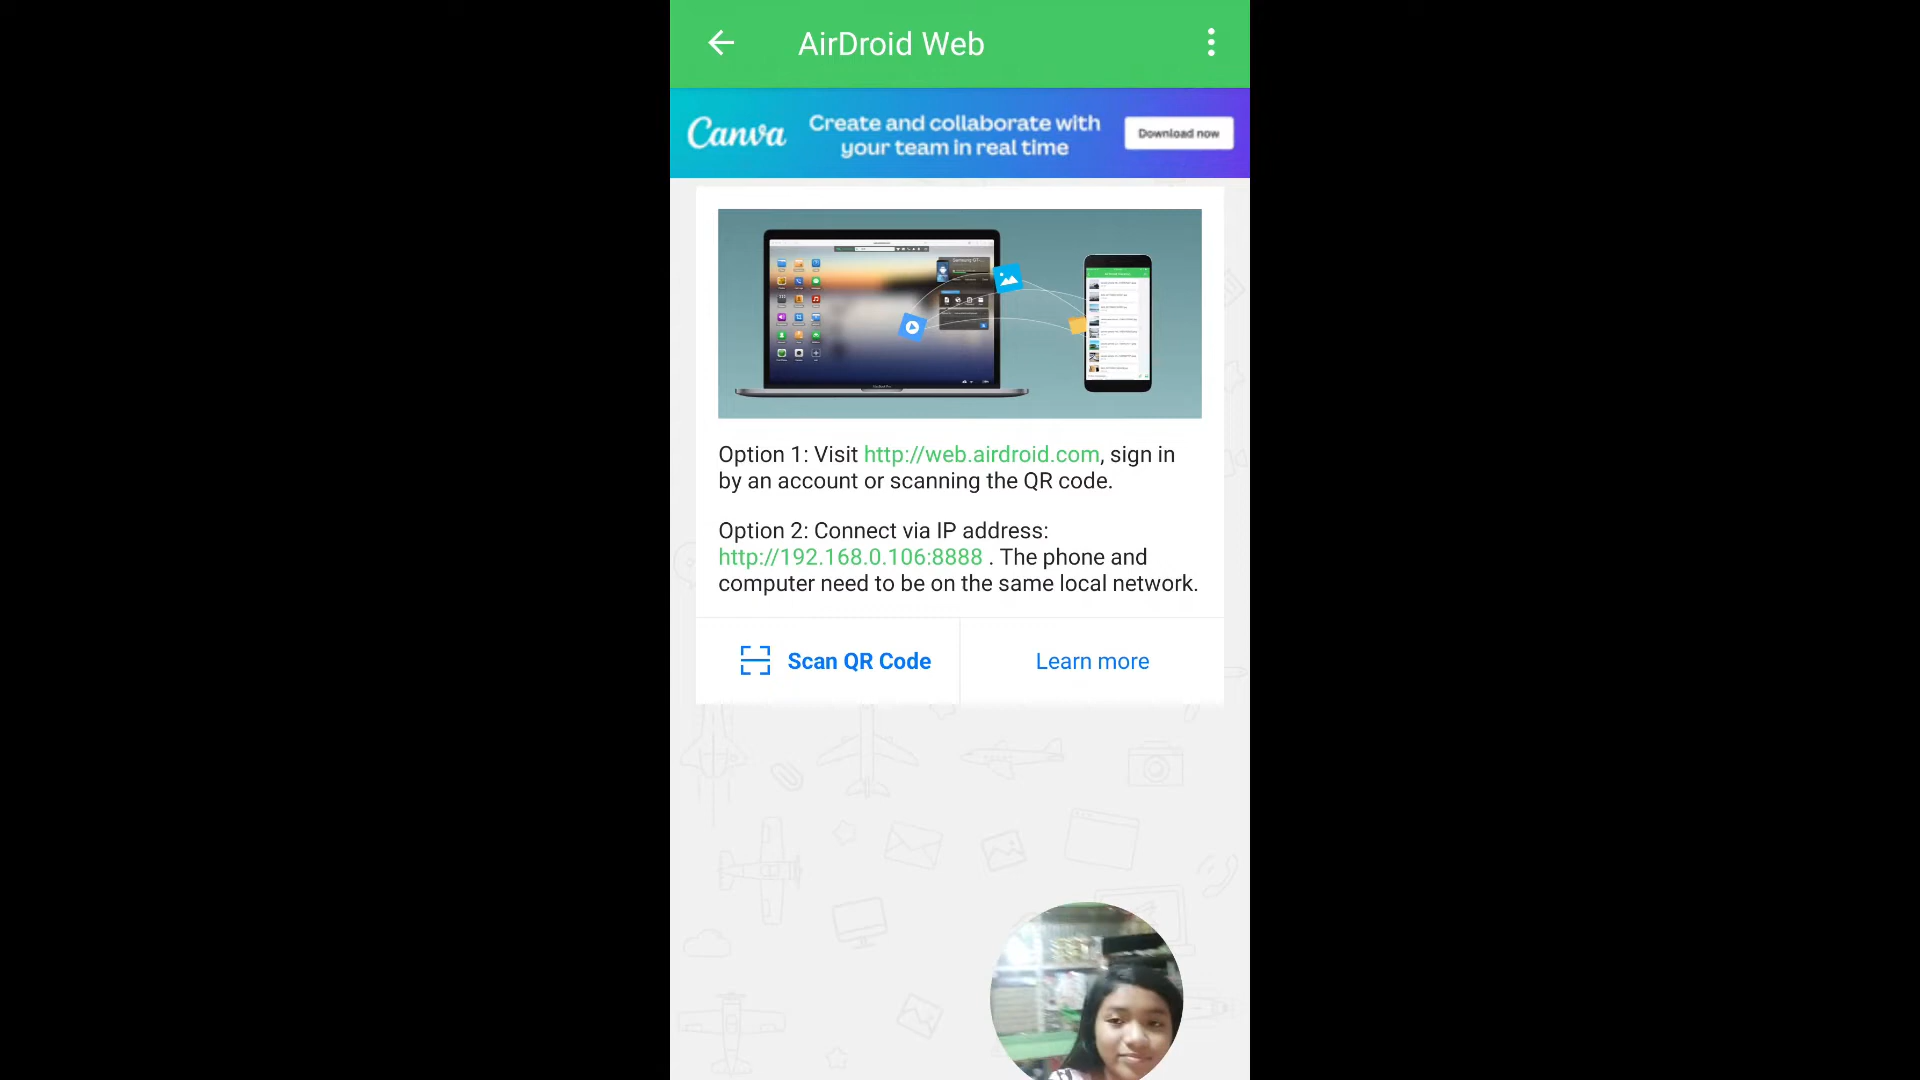 AirDroid Web
Canva
Create and collaborate with
your team in real time
Download now
Option 1: Visit http://web.airdroid.com, sign in
by an account or scanning the QR code.
Option 2: Connect via IP address:
http://192.168.0.106:8888 . The phone and
computer need to be on the same local network.
Scan QR Code
Learn more